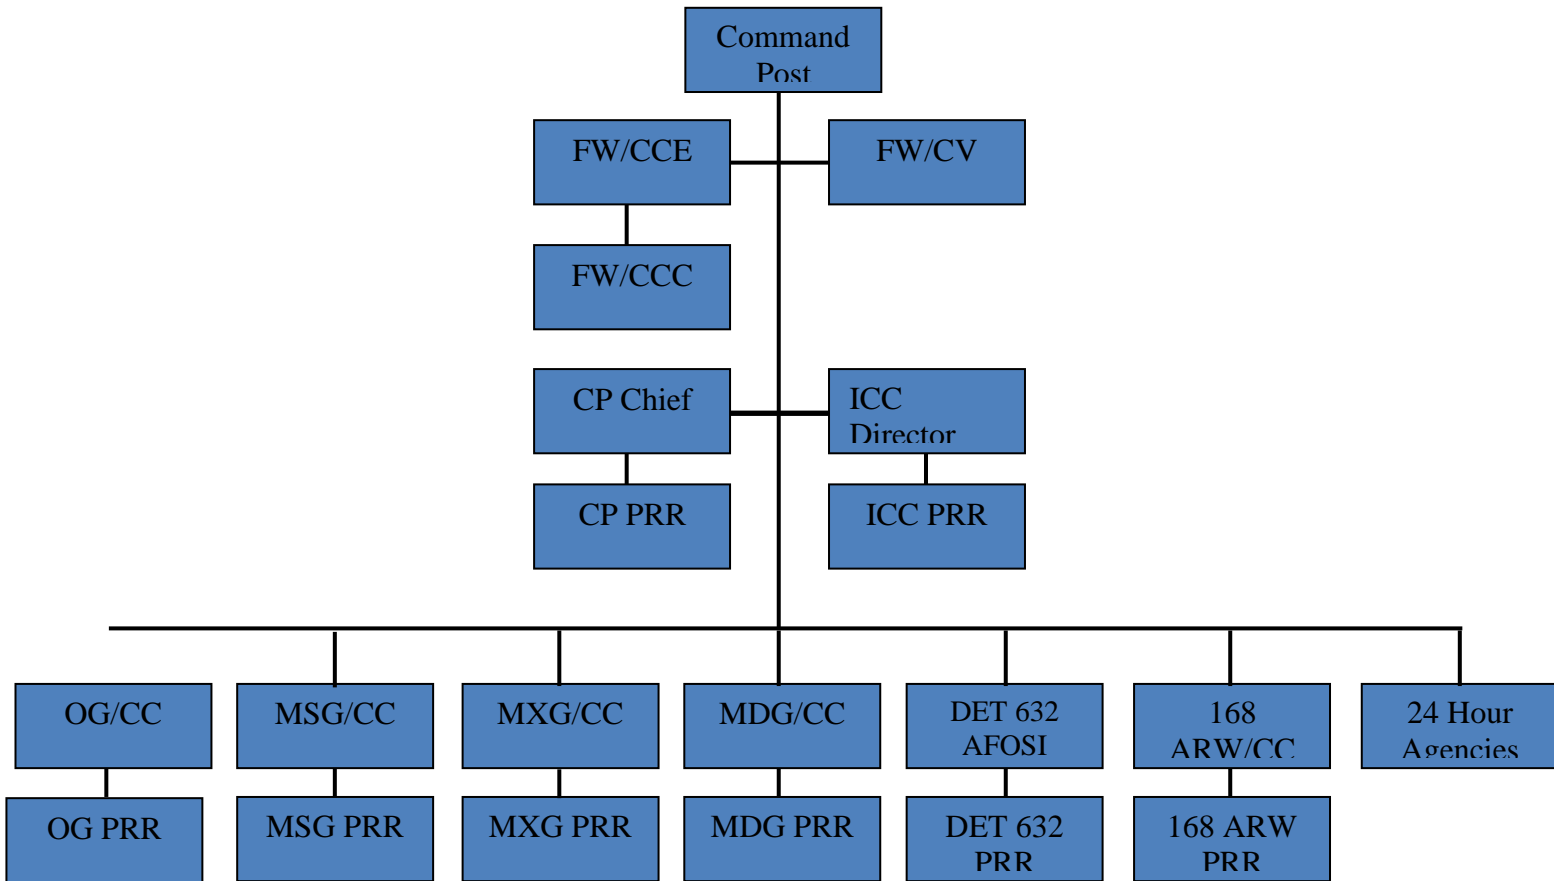 Command
Post
FW/CCE
FW/CV
FW/CCC
CP Chief
ICC
Director
CP PRR
ICC PRR
OG/CC
MSG/CC
MXG/CC
MDG/CC
DET 632
AFOSI
168
ARW/CC
24 Hour
Agencies
OG PRR
MSG PRR
MXG PRR
MDG PRR
DET 632
PRR
168 ARW
PRR